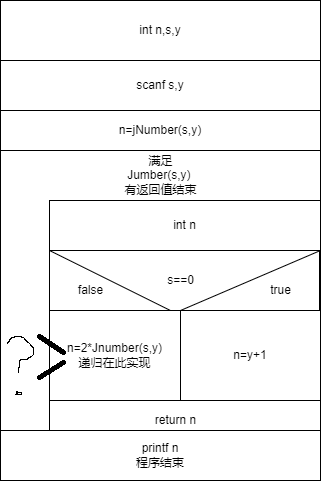 int n,s,y
scanf s,y
n=jNumber(s,y)
满足
Jumber(s,y)
有返回值结束
int n
s==0
false
true
n=2*Jnumber(s,y)
递归在此实现
n=y+1
?
return n
printf n
程序结束